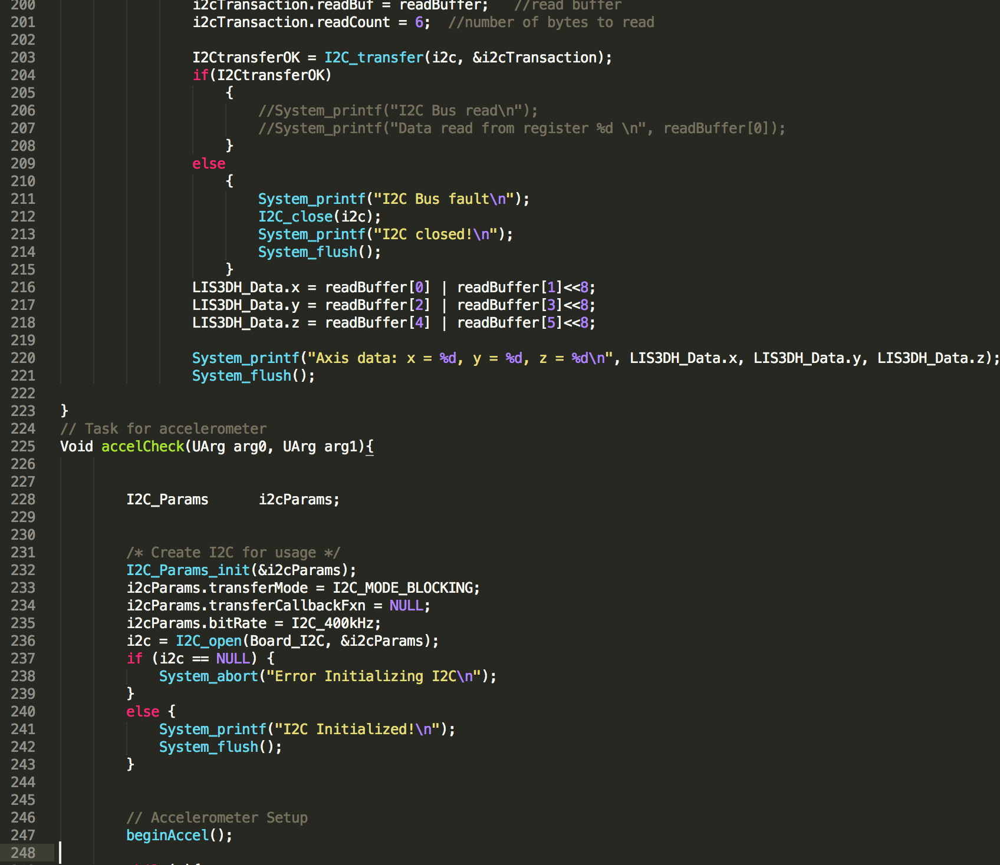 200 i2cTransaction.readBuf = readBuffer; //read buffer
201 i2cTransaction.readCount = 6; //number of bytes to read
202
203 I2CtransferOK = I2C_transfer(i2c, &i2cTransaction);
204 if(I2CtransferOK)
205 {
206 //System_printf("I2C Bus read\n");
207 //System_printf("Data read from register %d \n", readBuffer[0]);
208 }
209 else
210 {
211 System_printf("I2C Bus fault\n");
212 I2C_close(i2c);
213 System_printf("I2C closed!\n");
214 System_flush();
215 }
216 LIS3DH_Data.x = readBuffer[0] | readBuffer[1]<<8;
217 LIS3DH_Data.y = readBuffer[2] | readBuffer[3]<<8;
218 LIS3DH_Data.z = readBuffer[4] | readBuffer[5]<<8;
219
220 System_printf("Axis data: x = %d, y = %d, z = %d\n", LIS3DH_Data.x, LIS3DH_Data.y, LIS3DH_Data.z);
221 System_flush();
222
223 }
224 // Task for accelerometer
225 Void accelCheck(UArg arg0, UArg arg1){
226
227
228 I2C_Params i2cParams;
229
230
231 /* Create I2C for usage */
232 I2C_Params_init(&i2cParams);
233 i2cParams.transferMode = I2C_MODE_BLOCKING;
234 i2cParams.transferCallbackFxn = NULL;
235 i2cParams.bitRate = I2C_400kHz;
236 i2c = I2C_open(Board_I2C, &i2cParams);
237 if (i2c == NULL) {
238 System_abort("Error Initializing I2C\n");
239 }
240 else {
241 System_printf("I2C Initialized!\n");
242 System_flush();
243 }
244
245
246 // Accelerometer Setup
247 beginAccel();
248